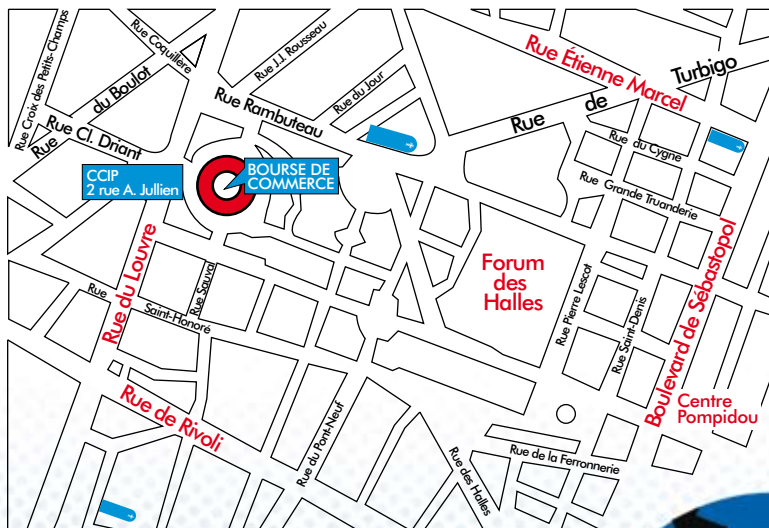 Rue Croix des Petits-Champs
Rue Coquillère
Rue du Boulot
Rue J.J. Rousseau
Rue du Jour
Rue Étienne Marcel
Rue de Turbigo
Rue Cl. Driant
Rue Rambuteau
Rue du Cygne
CCIP
2 rue A. Jullien
BOURSE DE
COMMERCE
Rue Grande Truanderie
Rue du Louvre
Rue Sauval
Forum
des
Halles
Rue Pierre Lescot
Rue Saint-Denis
Boulevard de Sébastopol
Rue Saint-Honoré
Rue de Rivoli
Rue du Pont-Neuf
Rue des Halles
Rue de la Ferronnerie
Centre
Pompidou